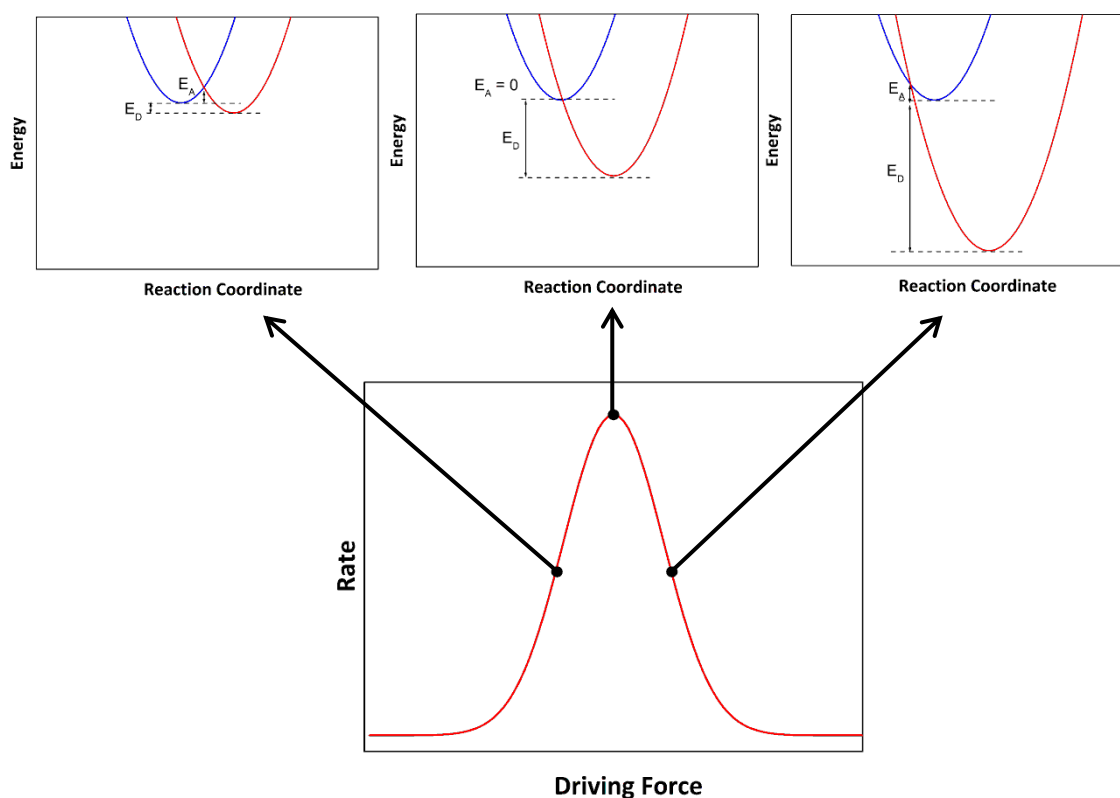 Energy
E_A
E_D
Reaction Coordinate
Energy
E_A = 0
E_D
Reaction Coordinate
Energy
E_A
E_D
Reaction Coordinate
Rate
Driving Force